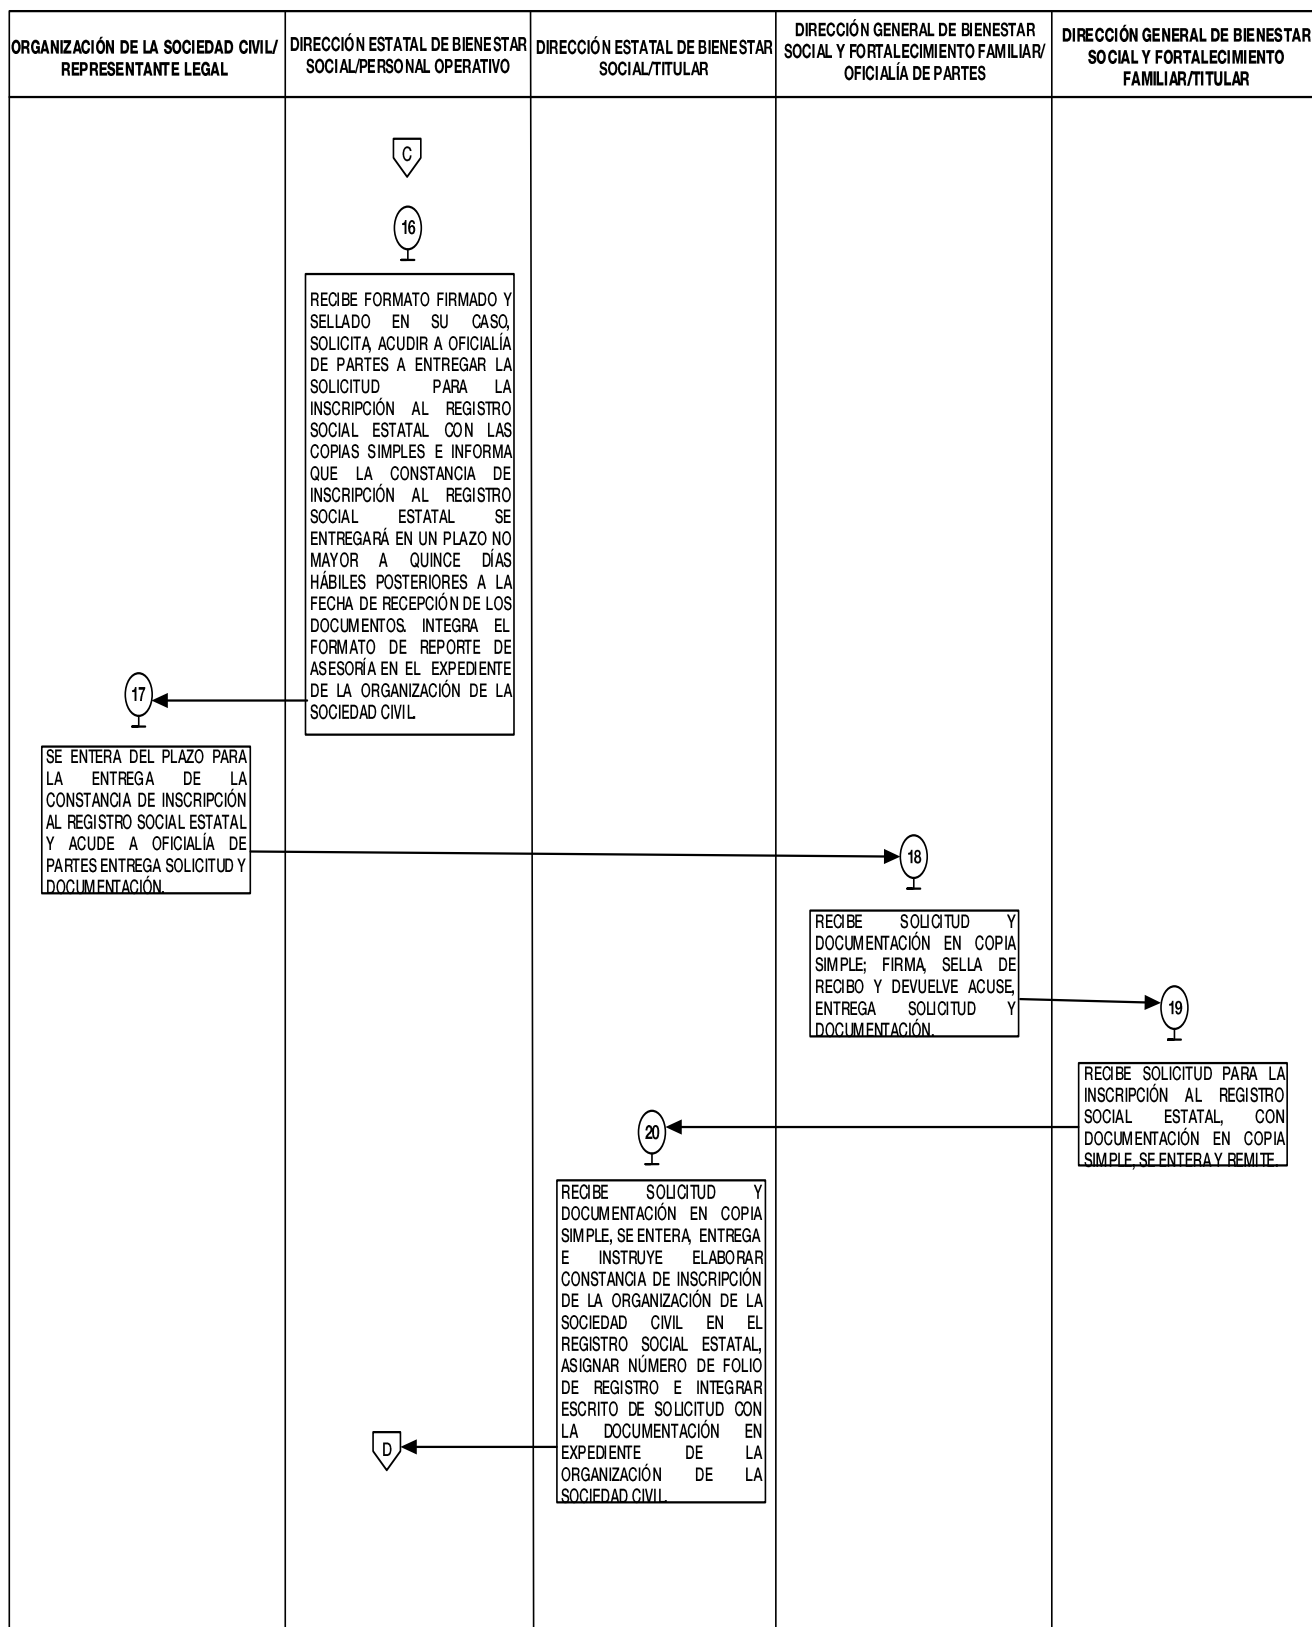 ORGANIZACIÓN DE LA SOCIEDAD CIVIL/
REPRESENTANTE LEGAL
DIRECCIÓN ESTATAL DE BIENESTAR
SOCIAL/PERSONAL OPERATIVO
DIRECCIÓN ESTATAL DE BIENESTAR
SOCIAL/TITULAR
DIRECCIÓN GENERAL DE BIENESTAR
SOCIAL Y FORTALECIMIENTO FAMILIAR/
OFICIALÍA DE PARTES
DIRECCIÓN GENERAL DE BIENESTAR
SOCIAL Y FORTALECIMIENTO
FAMILIAR/TITULAR
C
16
RECIBE FORMATO FIRMADO Y
SELLADO EN SU CASO,
SOLICITA, ACUDIR A OFICIALÍA
DE PARTES A ENTREGAR LA
SOLICITUD PARA LA
INSCRIPCIÓN AL REGISTRO
SOCIAL ESTATAL CON LAS
COPIAS SIMPLES E INFORMA
QUE LA CONSTANCIA DE
INSCRIPCIÓN AL REGISTRO
SOCIAL ESTATAL SE
ENTREGARÁ EN UN PLAZO NO
MAYOR A QUINCE DÍAS
HÁBILES POSTERIORES A LA
FECHA DE RECEPCIÓN DE LOS
DOCUMENTOS. INTEGRA EL
FORMATO DE REPORTE DE
ASESORÍA EN EL EXPEDIENTE
DE LA ORGANIZACIÓN DE LA
SOCIEDAD CIVIL.
17
SE ENTERA DEL PLAZO PARA
LA ENTREGA DE LA
CONSTANCIA DE INSCRIPCIÓN
AL REGISTRO SOCIAL ESTATAL
Y ACUDE A OFICIALÍA DE
PARTES ENTREGA SOLICITUD Y
DOCUMENTACIÓN.
18
RECIBE SOLICITUD Y
DOCUMENTACIÓN EN COPIA
SIMPLE; FIRMA, SELLA DE
RECIBO Y DEVUELVE ACUSE,
ENTREGA SOLICITUD Y
DOCUMENTACIÓN.
19
RECIBE SOLICITUD PARA LA
INSCRIPCIÓN AL REGISTRO
SOCIAL ESTATAL, CON
DOCUMENTACIÓN EN COPIA
SIMPLE, SE ENTERA Y REMITE.
20
RECIBE SOLICITUD Y
DOCUMENTACIÓN EN COPIA
SIMPLE, SE ENTERA, ENTREGA
E INSTRUYE ELABORAR
CONSTANCIA DE INSCRIPCIÓN
DE LA ORGANIZACIÓN DE LA
SOCIEDAD CIVIL EN EL
REGISTRO SOCIAL ESTATAL,
ASIGNAR NÚMERO DE FOLIO
DE REGISTRO E INTEGRAR
ESCRITO DE SOLICITUD CON
LA DOCUMENTACIÓN EN
EXPEDIENTE DE LA
ORGANIZACIÓN DE LA
SOCIEDAD CIVIL.
D